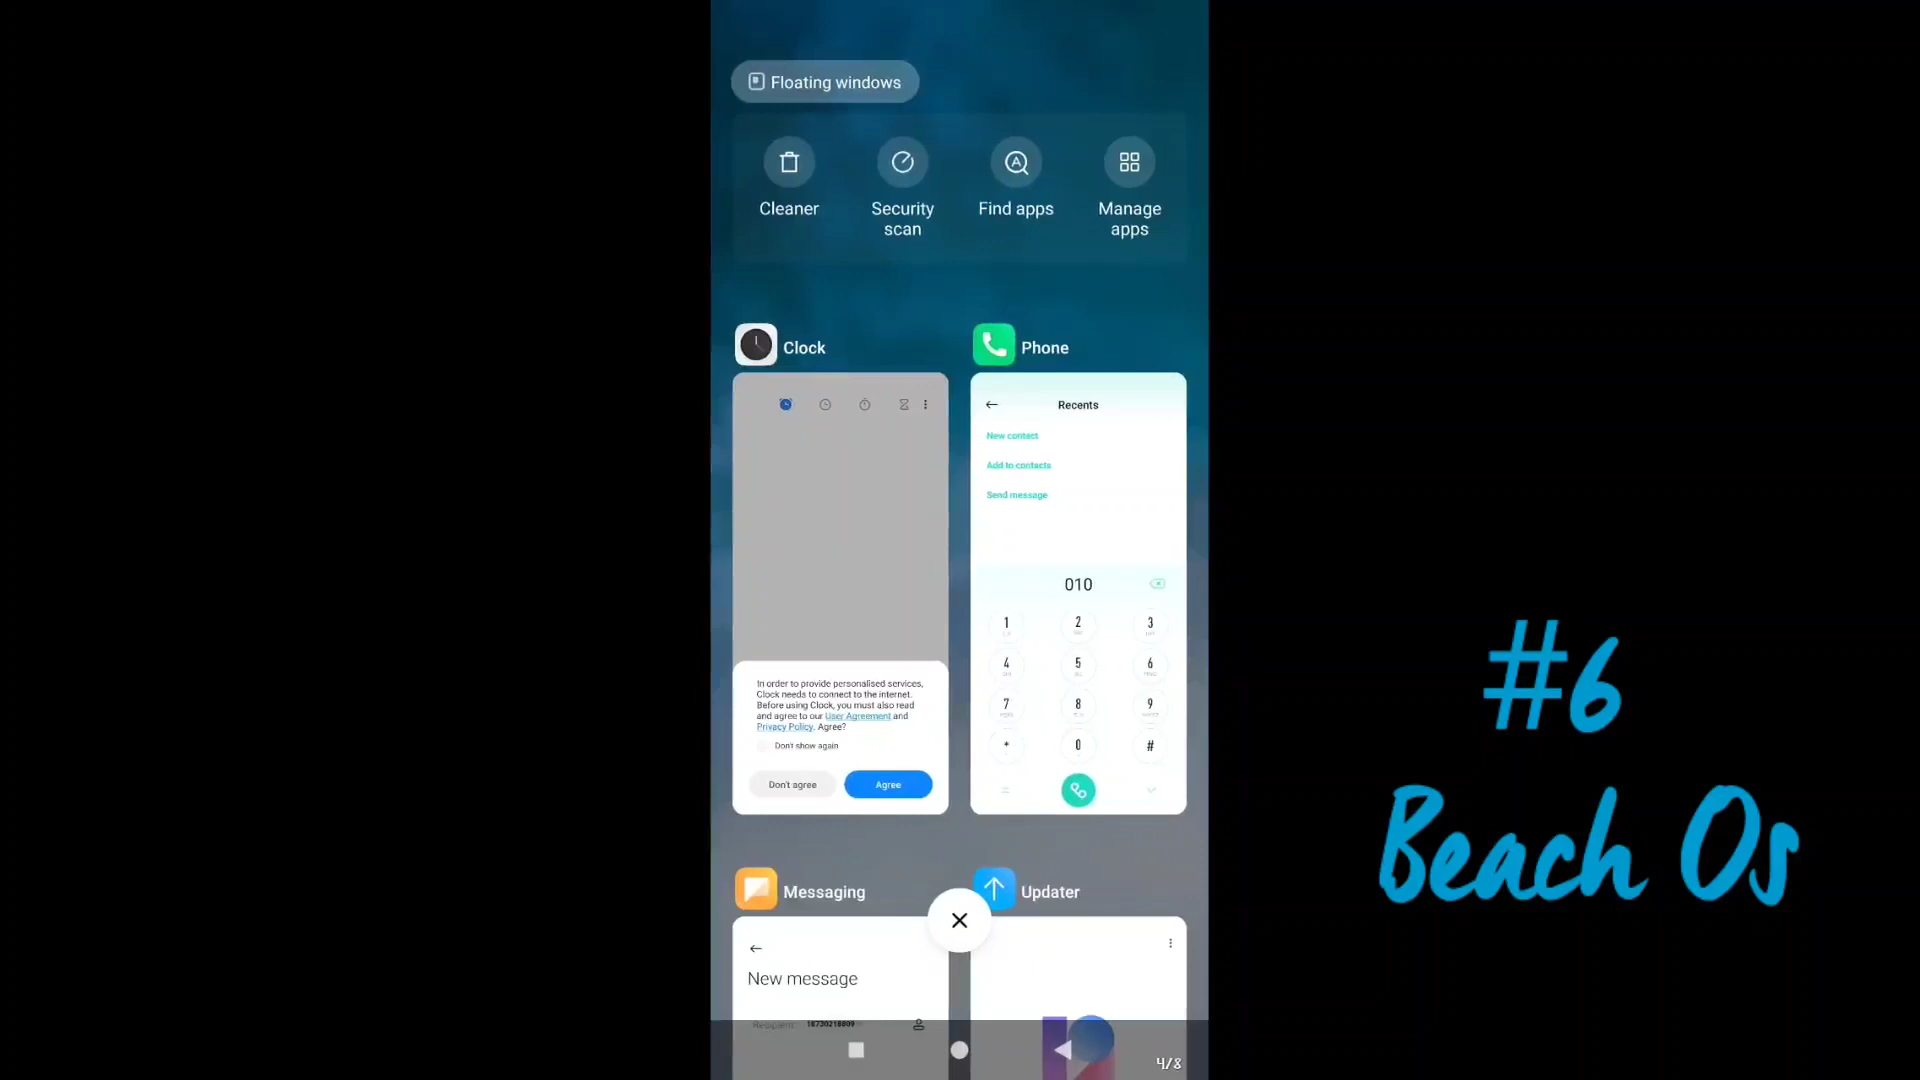 Floating windows
Cleaner
Security
scan
Find apps
Manage
apps
Clock
Phone
Recents
New contact
Add to contacts
Send message
010
1
2
3
4
5
6
7
8
9
*
0
#
In order to provide personalised services,
Clock needs to connect to the internet.
Before using Clock, you must also read
and agree to our User Agreement and
Privacy Policy. Agree?
Don't show again
Don't agree
Agree
Messaging
Updater
New message
Recipient:
18730218809
4/8
#6
Beach Os